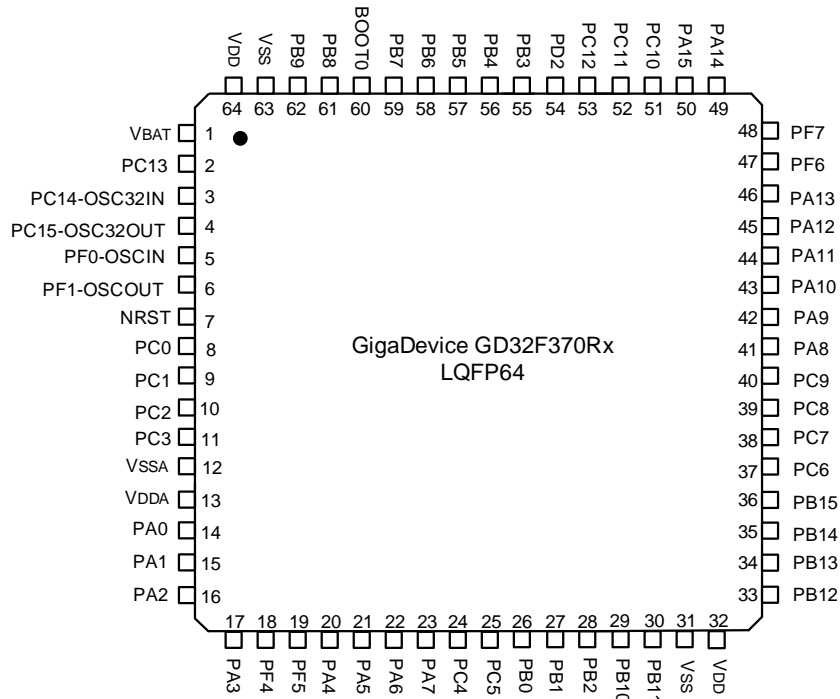 VDD VSS PB9 PB8 BOOT0 PB7 PB6 PB5 PB4 PB3 PD2 PC12 PC11 PC10 PA15 PA14
64 63 62 61 60 59 58 57 56 55 54 53 52 51 50 49
VBAT 1
PC13 2
PC14-OSC32IN 3
PC15-OSC32OUT 4
PF0-OSCIN 5
PF1-OSCOUT 6
NRST 7
PC0 8
PC1 9
PC2 10
PC3 11
VSSA 12
VDDA 13
PA0 14
PA1 15
PA2 16
GigaDevice GD32F370Rx
LQFP64
48 PF7
47 PF6
46 PA13
45 PA12
44 PA11
43 PA10
42 PA9
41 PA8
40 PC9
39 PC8
38 PC7
37 PC6
36 PB15
35 PB14
34 PB13
33 PB12
17 18 19 20 21 22 23 24 25 26 27 28 29 30 31 32
PA3 PF4 PF5 PA4 PA5 PA6 PA7 PC4 PC5 PB0 PB1 PB2 PB10 VSS VDD